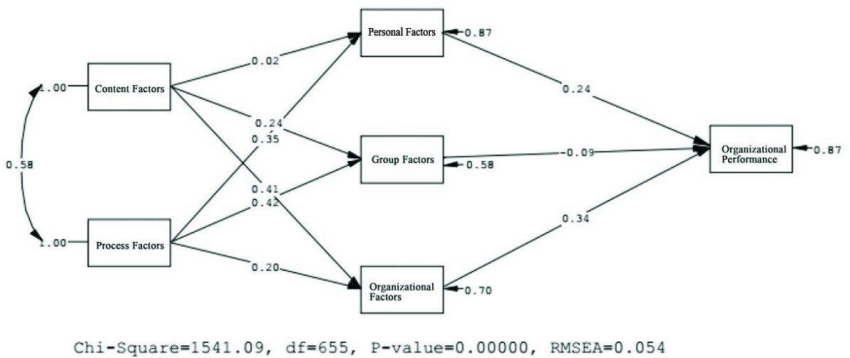 Personal Factors
0.87
0.02
1.00
Content Factors
0.24
0.24
0.35
Group Factors
0.58
-0.09
Organizational
Performance
0.87
0.58
0.41
0.42
0.34
1.00
Process Factors
0.20
Organizational
Factors
0.70
Chi-Square=1541.09, df=655, P-value=0.00000, RMSEA=0.054